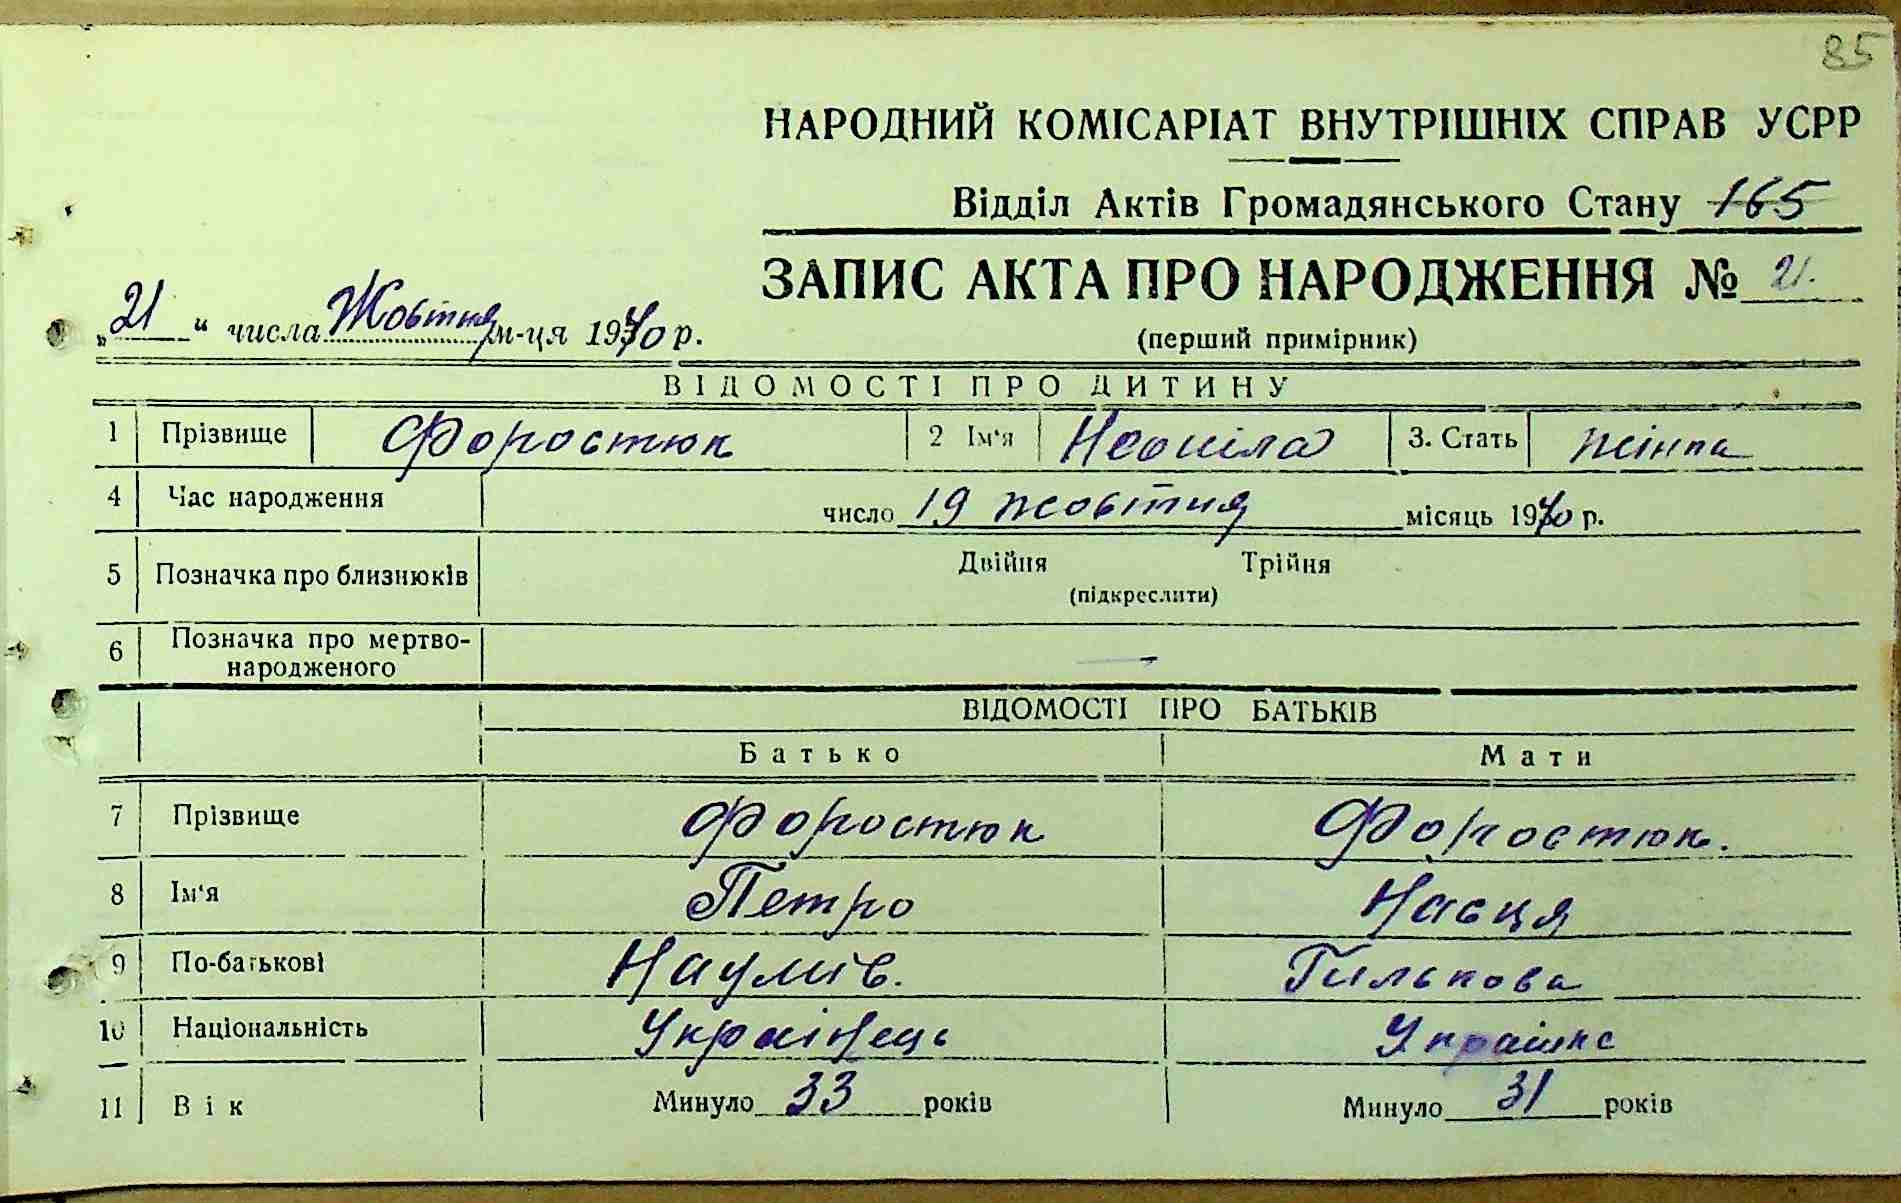 85
НАРОДНИЙ КОМІСАРІАТ ВНУТРІШНІХ СПРАВ УСРР
Відділ Актів Громадянського Стану 165
ЗАПИС АКТА ПРО НАРОДЖЕННЯ № 21.
„21“ числа Жовтня м-ця 1940 р.
(перший примірник)
ВІДОМОСТІ ПРО ДИТИНУ
1 Прізвище Форостюк 2 Ім‘я Неоніла 3. Стать жінка
4 Час народження число 19 жовтня місяць 1940 р.
5 Позначка про близнюків Двійня Трійня
(підкреслити)
6 Позначка про мертво-
народженого —
ВІДОМОСТІ ПРО БАТЬКІВ
Батько Мати
7 Прізвище Форостюк Форостюк.
8 Ім‘я Петро Насця
9 По-батькові Наумів.
10 Національність Українець Украінка
11 Вік Минуло 33 років Минуло 31 років